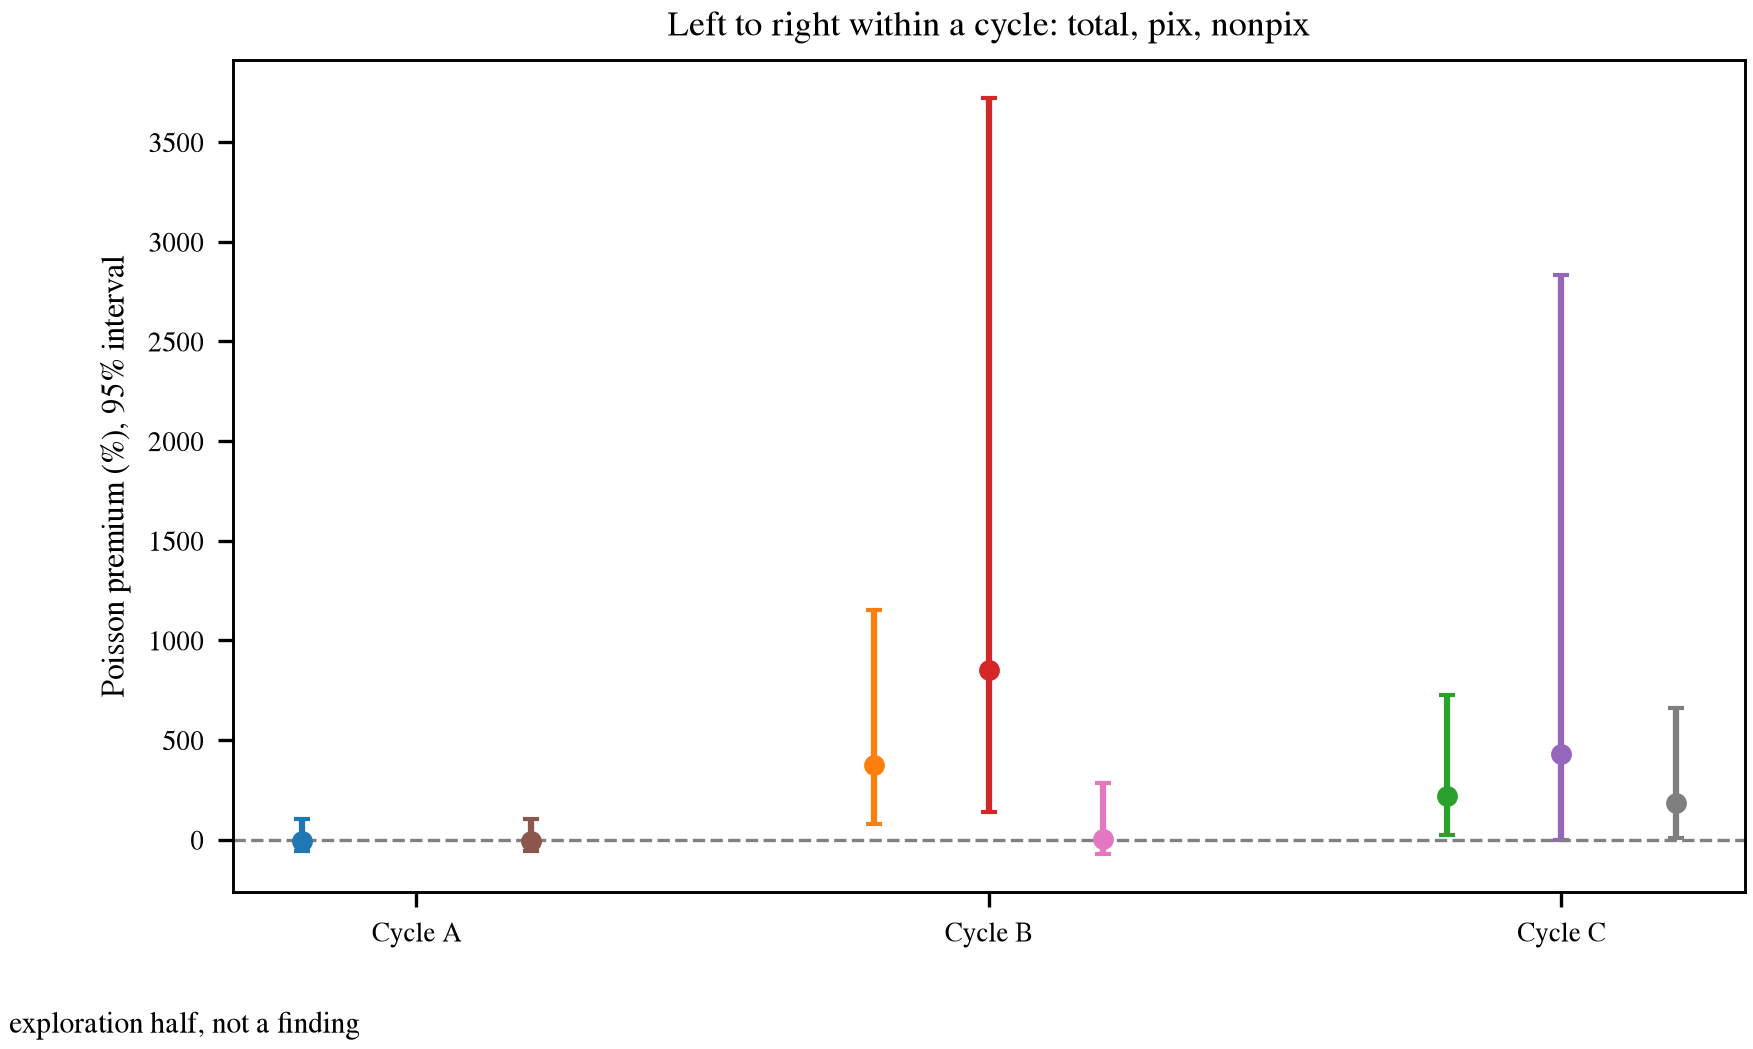 Left to right within a cycle: total, pix, nonpix
Poisson premium (%), 95% interval
3500
3000
2500
2000
1500
1000
500
0
Cycle A
Cycle B
Cycle C
exploration half, not a finding